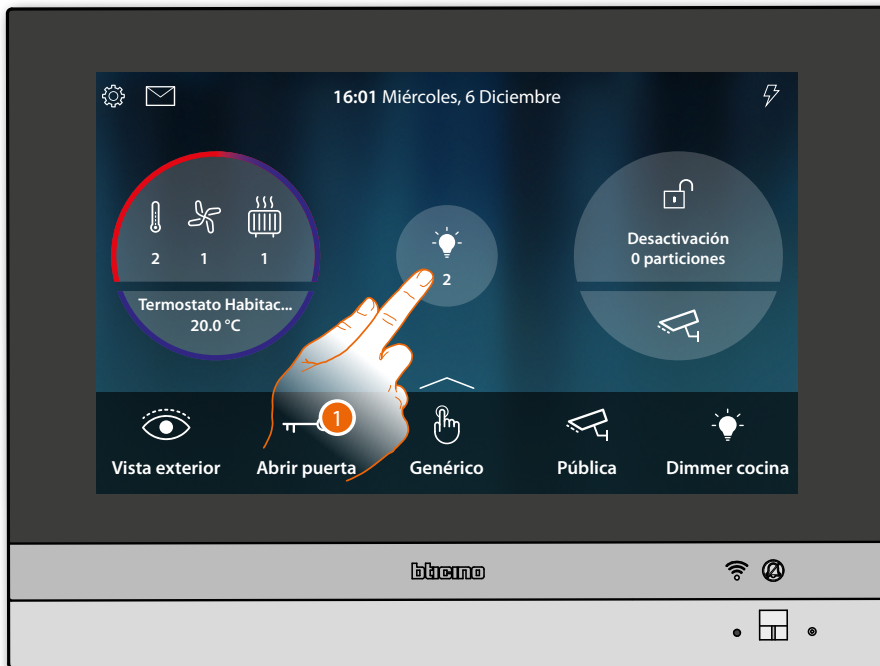 16:01 Miércoles, 6 Diciembre
2 1 1
Termostato Habitac...
20.0 °C
2
Desactivación
0 particiones
1
Vista exterior Abrir puerta Genérico Pública Dimmer cocina
bticino